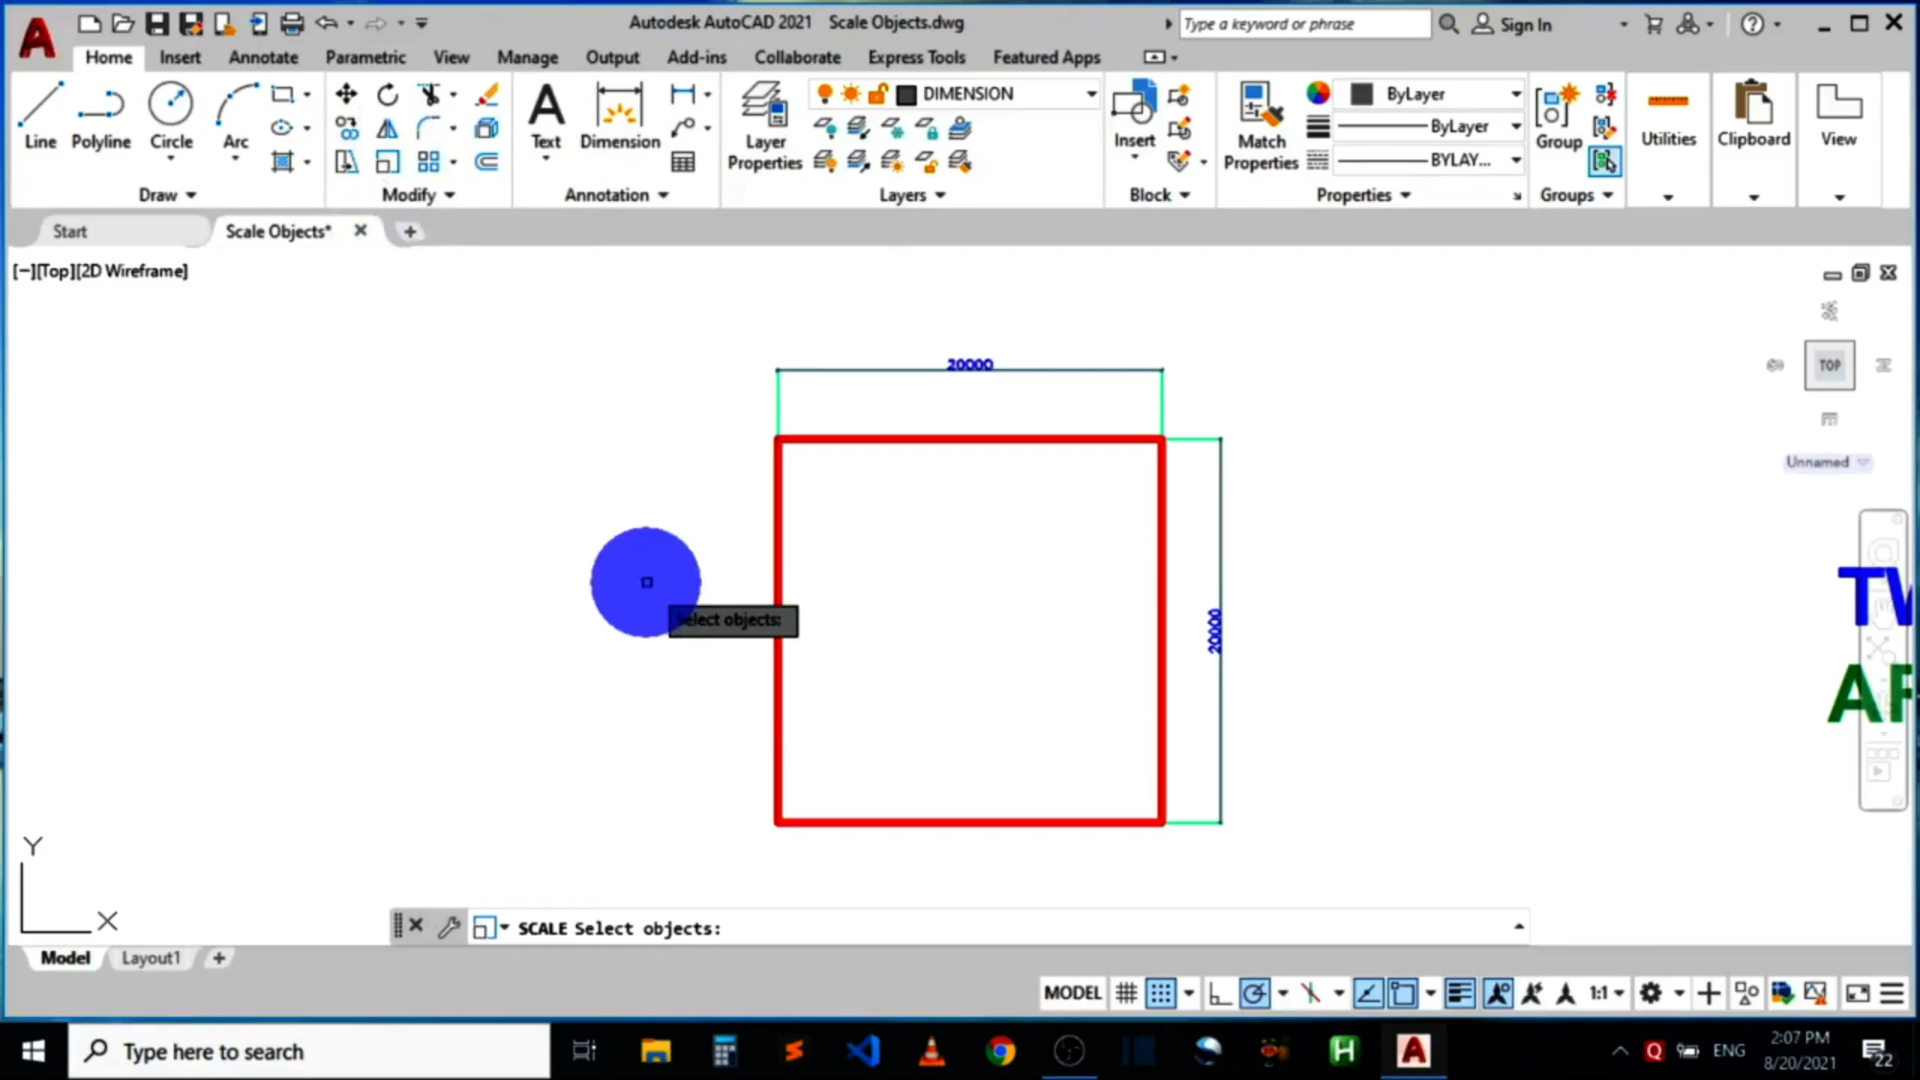 Autodesk AutoCAD 2021 Scale Objects.dwg
Type a keyword or phrase
Sign In
Home Insert Annotate Parametric View Manage Output Add-ins Collaborate Express Tools Featured Apps
Line Polyline Circle Arc
Draw
Modify
Text Dimension
Annotation
Layer
Properties
DIMENSION
Layers
Insert
Block
Match
Properties
ByLayer
ByLayer
BYLAY...
Properties
Group
Groups
Utilities
Clipboard
View
Start
Scale Objects*
[−][Top][2D Wireframe]
TOP
Unnamed
20000
20000
Select objects:
TW
AR
Y
X
SCALE Select objects:
Model Layout1
MODEL
1:1
Type here to search
ENG
2:07 PM
8/20/2021
22